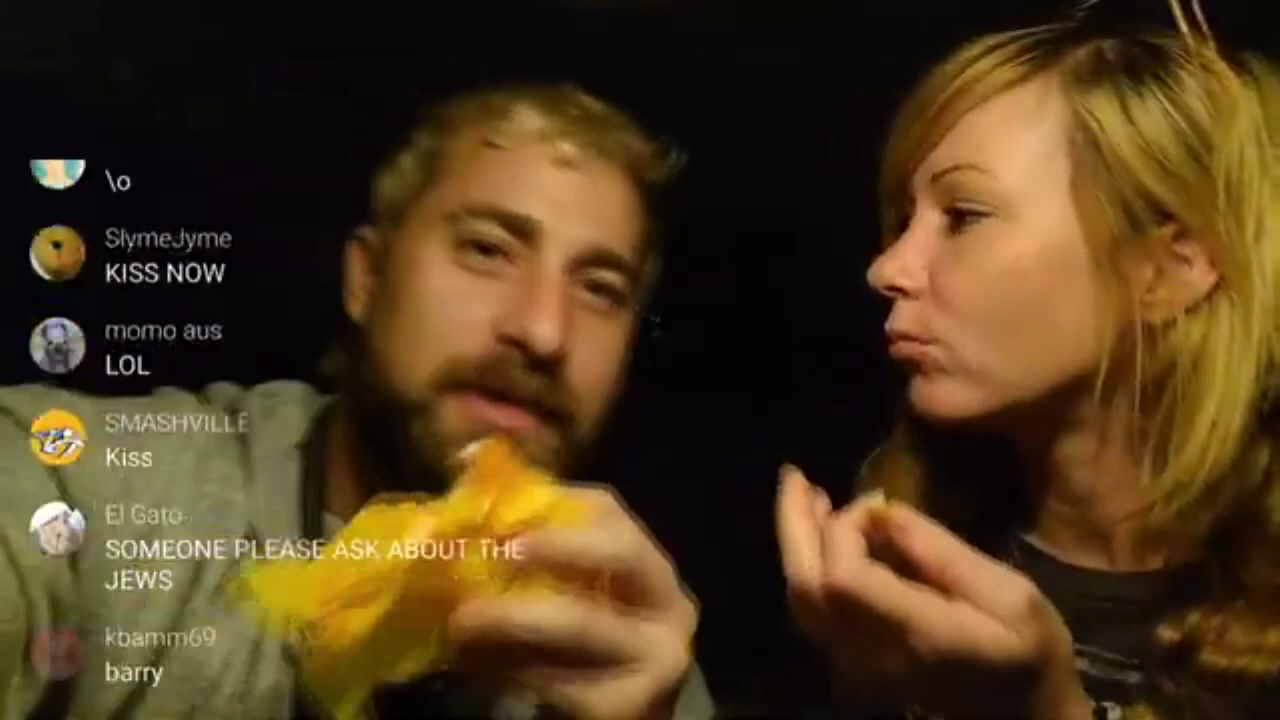 \o
SlymeJyme
KISS NOW
momo aus
LOL
SMASHVILLE
Kiss
El Gato
SOMEONE PLEASE ASK ABOUT THE
JEWS
kbamm69
barry